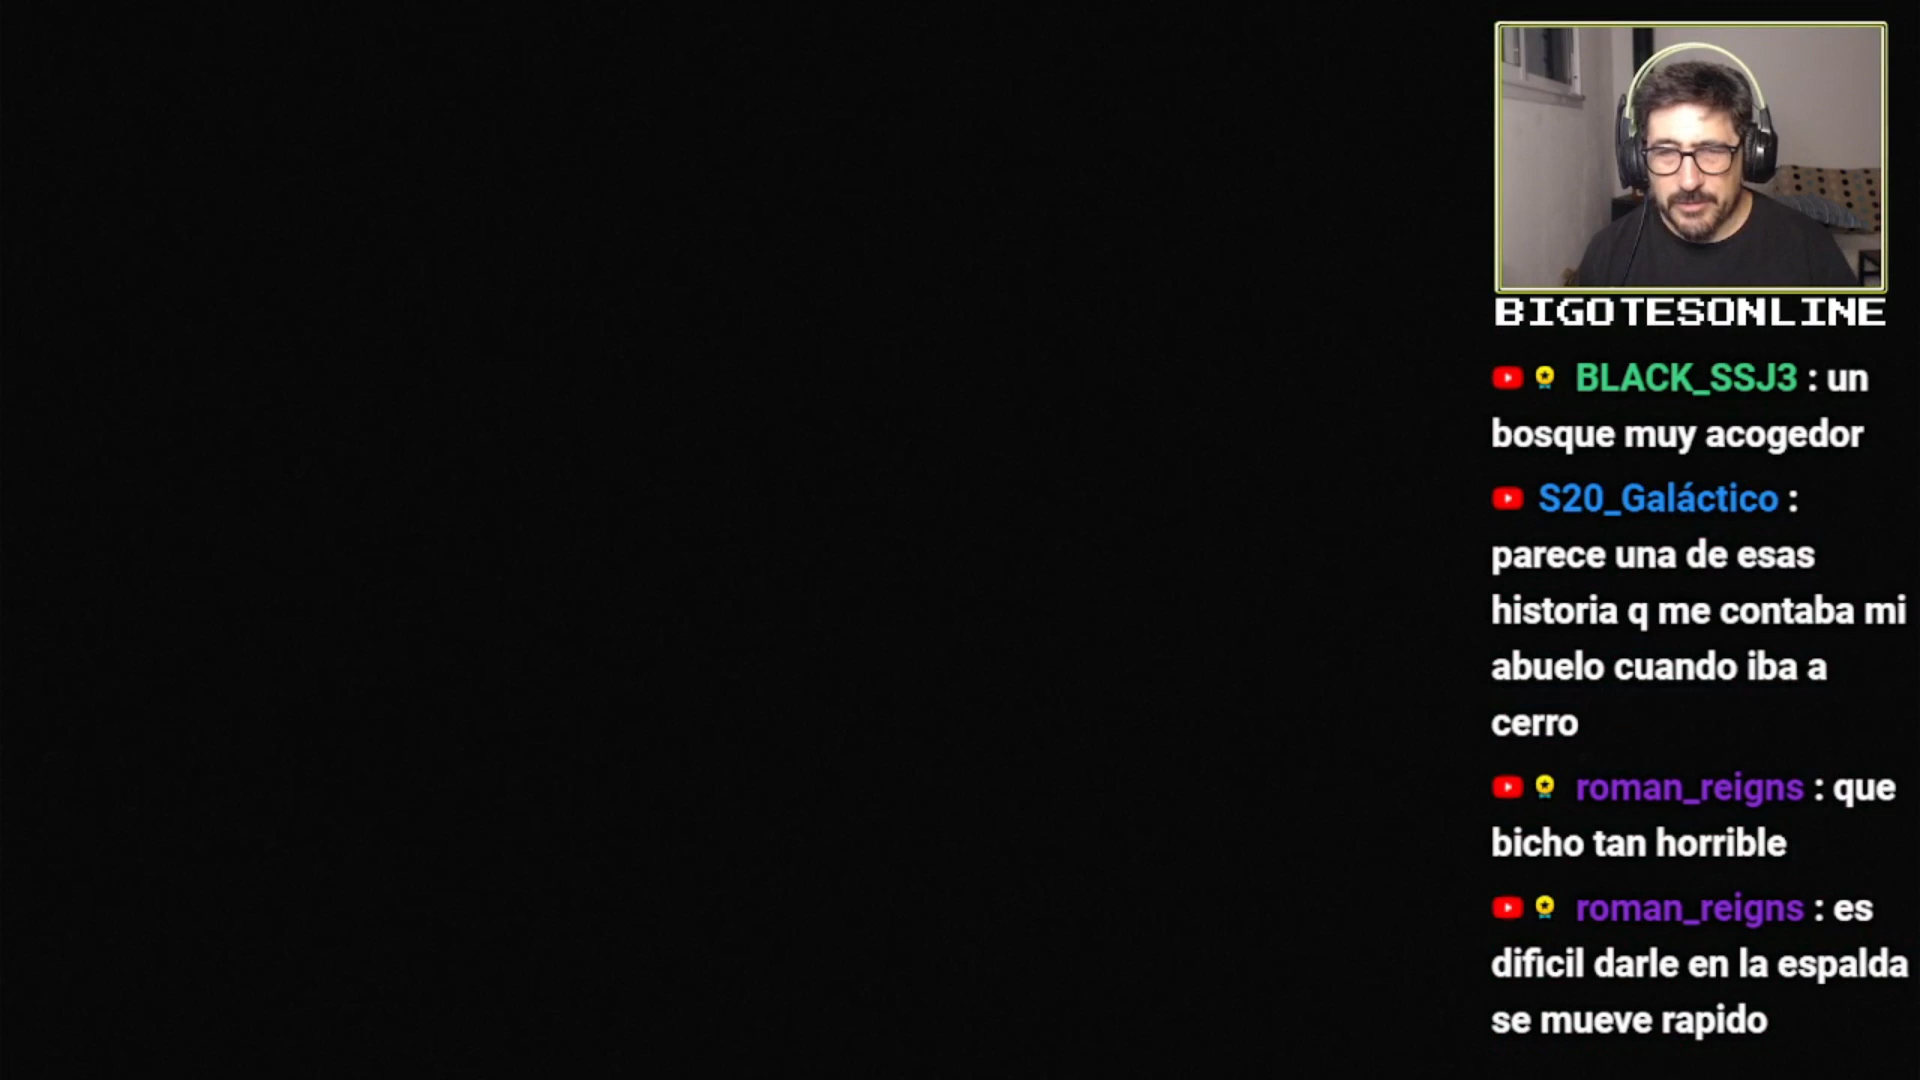 BIGOTESONLINE
BLACK_SSJ3 : un
bosque muy acogedor
S20_Galáctico :
parece una de esas
historia q me contaba mi
abuelo cuando iba a
cerro
roman_reigns : que
bicho tan horrible
roman_reigns : es
dificil darle en la espalda
se mueve rapido